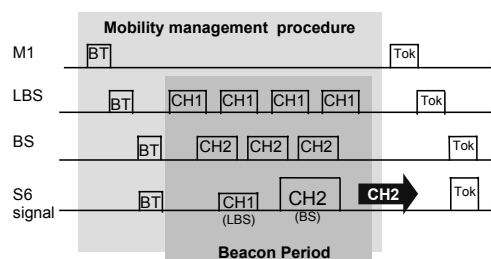 Mobility management procedure
M1 BT Tok
LBS BT CH1 CH1 CH1 CH1 Tok
BS BT CH2 CH2 CH2 Tok
S6 signal BT CH1 (LBS) CH2 (BS) CH2 Tok
Beacon Period